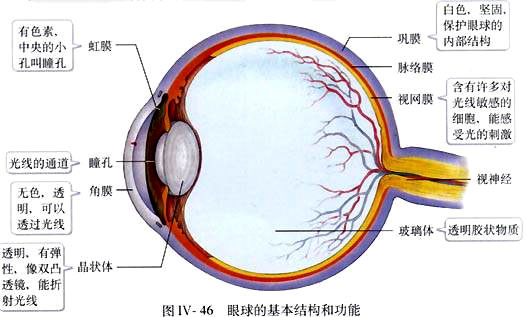 有色素，
中央的小
孔叫瞳孔
虹膜
光线的通道
瞳孔
无色，透
明，可以
透过光线
角膜
透明，有弹
性，像双凸
透镜，能折
射光线
晶状体
巩膜
白色，坚固，
保护眼球的
内部结构
脉络膜
视网膜
含有许多对
光线敏感的
细胞，能感
受光的刺激
视神经
玻璃体
透明胶状物质
图IV-46 眼球的基本结构和功能